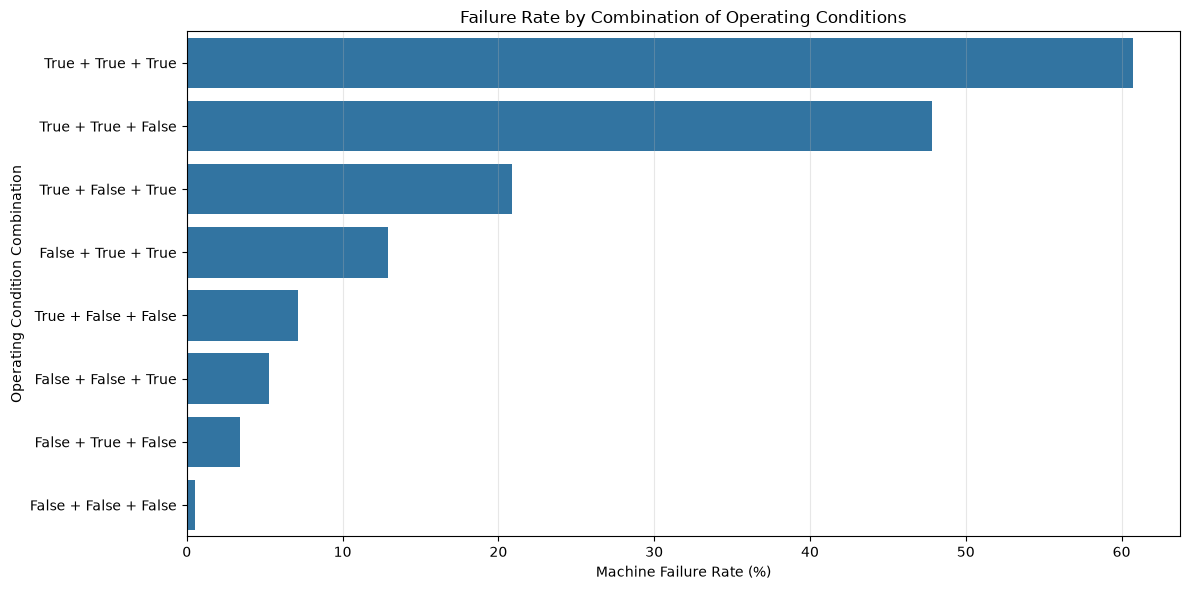 Failure Rate by Combination of Operating Conditions
Operating Condition Combination
True + True + True
True + True + False
True + False + True
False + True + True
True + False + False
False + False + True
False + True + False
False + False + False
0 10 20 30 40 50 60
Machine Failure Rate (%)